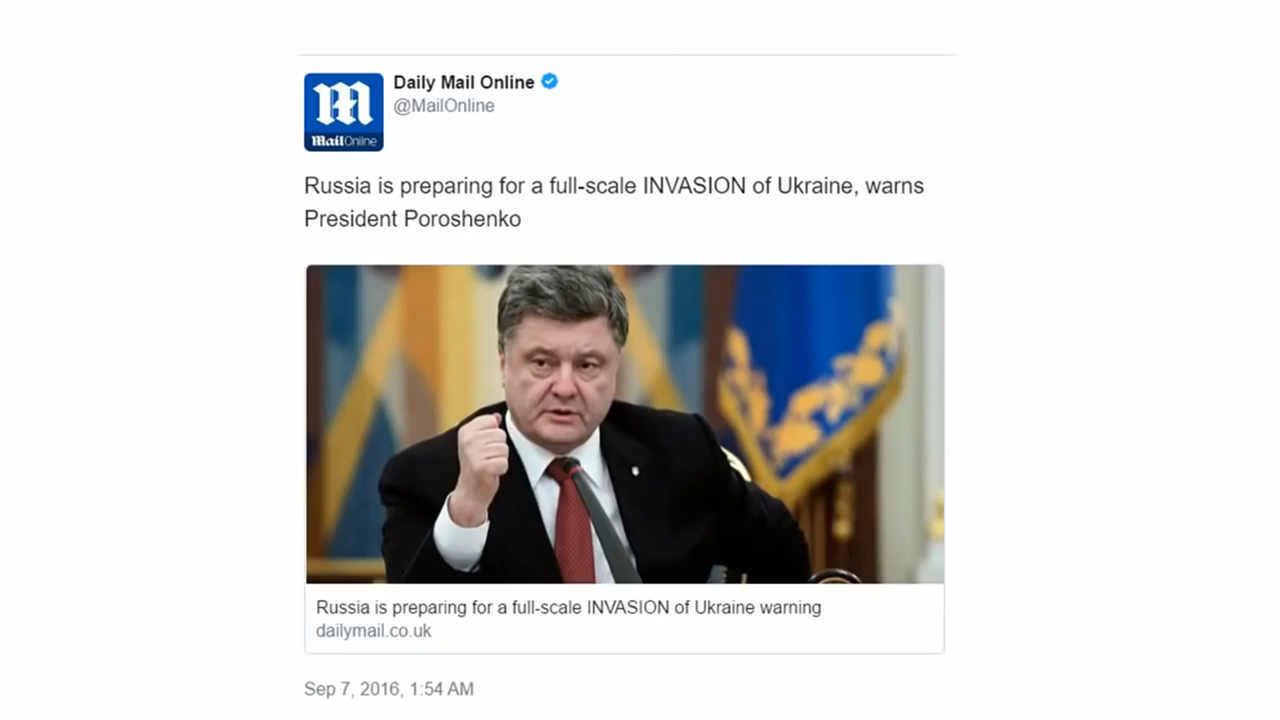 Daily Mail Online
@MailOnline
M
MailOnline
Russia is preparing for a full-scale INVASION of Ukraine, warns
President Poroshenko
Russia is preparing for a full-scale INVASION of Ukraine warning
dailymail.co.uk
Sep 7, 2016, 1:54 AM